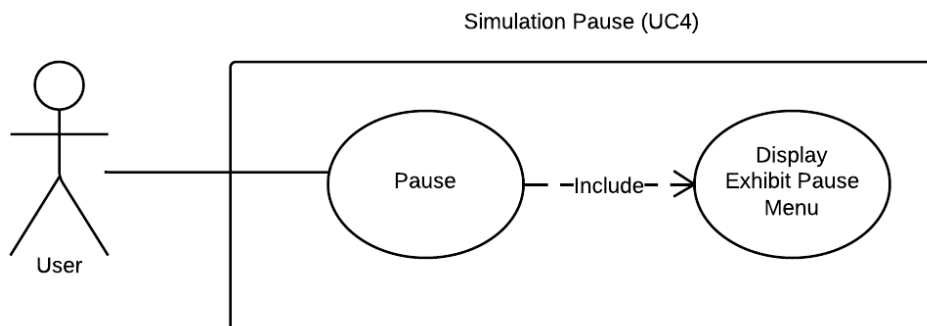 Simulation Pause (UC4)
User
Pause
Include
Display
Exhibit Pause
Menu